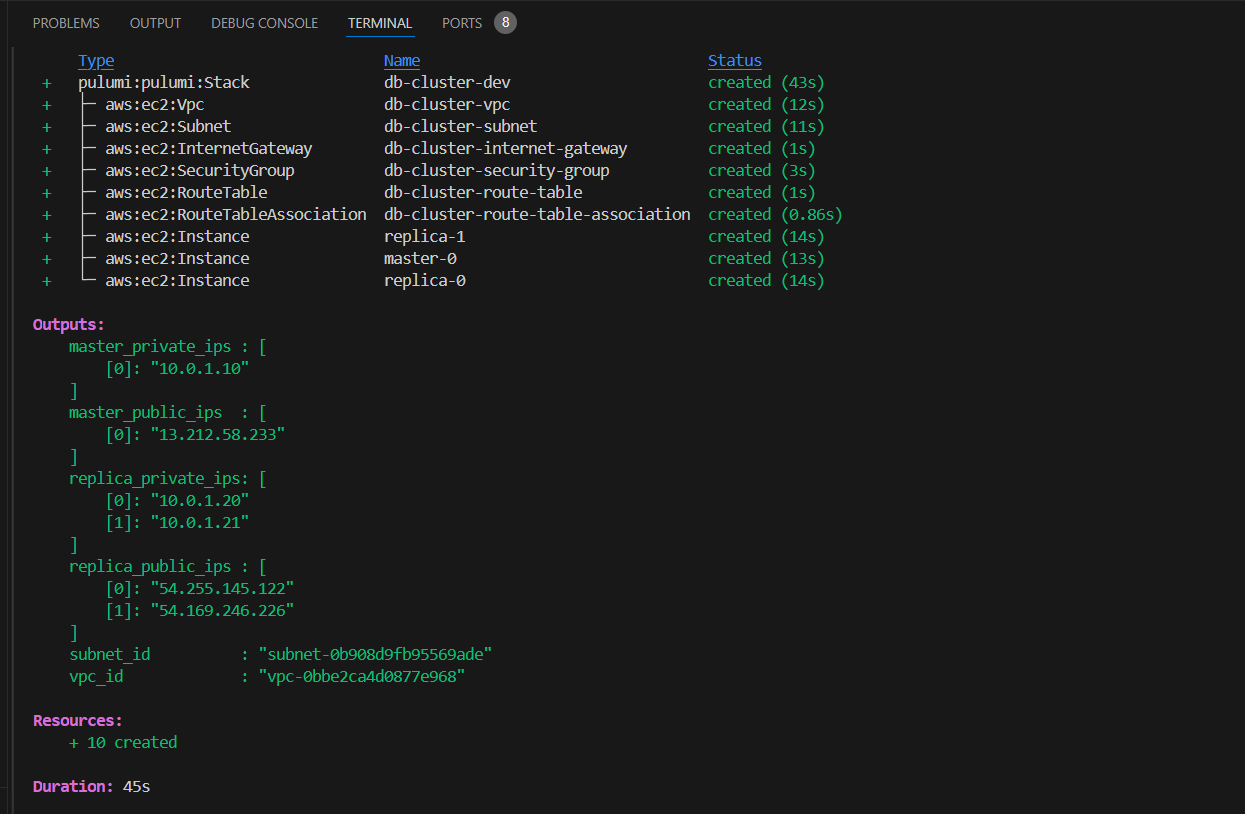 PROBLEMS OUTPUT DEBUG CONSOLE TERMINAL PORTS 8
Type Name Status
+ pulumi:pulumi:Stack db-cluster-dev created (43s)
+ ├─ aws:ec2:Vpc db-cluster-vpc created (12s)
+ ├─ aws:ec2:Subnet db-cluster-subnet created (11s)
+ ├─ aws:ec2:InternetGateway db-cluster-internet-gateway created (1s)
+ ├─ aws:ec2:SecurityGroup db-cluster-security-group created (3s)
+ ├─ aws:ec2:RouteTable db-cluster-route-table created (1s)
+ ├─ aws:ec2:RouteTableAssociation db-cluster-route-table-association created (0.86s)
+ ├─ aws:ec2:Instance replica-1 created (14s)
+ ├─ aws:ec2:Instance master-0 created (13s)
+ └─ aws:ec2:Instance replica-0 created (14s)
Outputs:
master_private_ips : [
[0]: "10.0.1.10"
]
master_public_ips : [
[0]: "13.212.58.233"
]
replica_private_ips: [
[0]: "10.0.1.20"
[1]: "10.0.1.21"
]
replica_public_ips : [
[0]: "54.255.145.122"
[1]: "54.169.246.226"
]
subnet_id : "subnet-0b908d9fb95569ade"
vpc_id : "vpc-0bbe2ca4d0877e968"
Resources:
+ 10 created
Duration: 45s